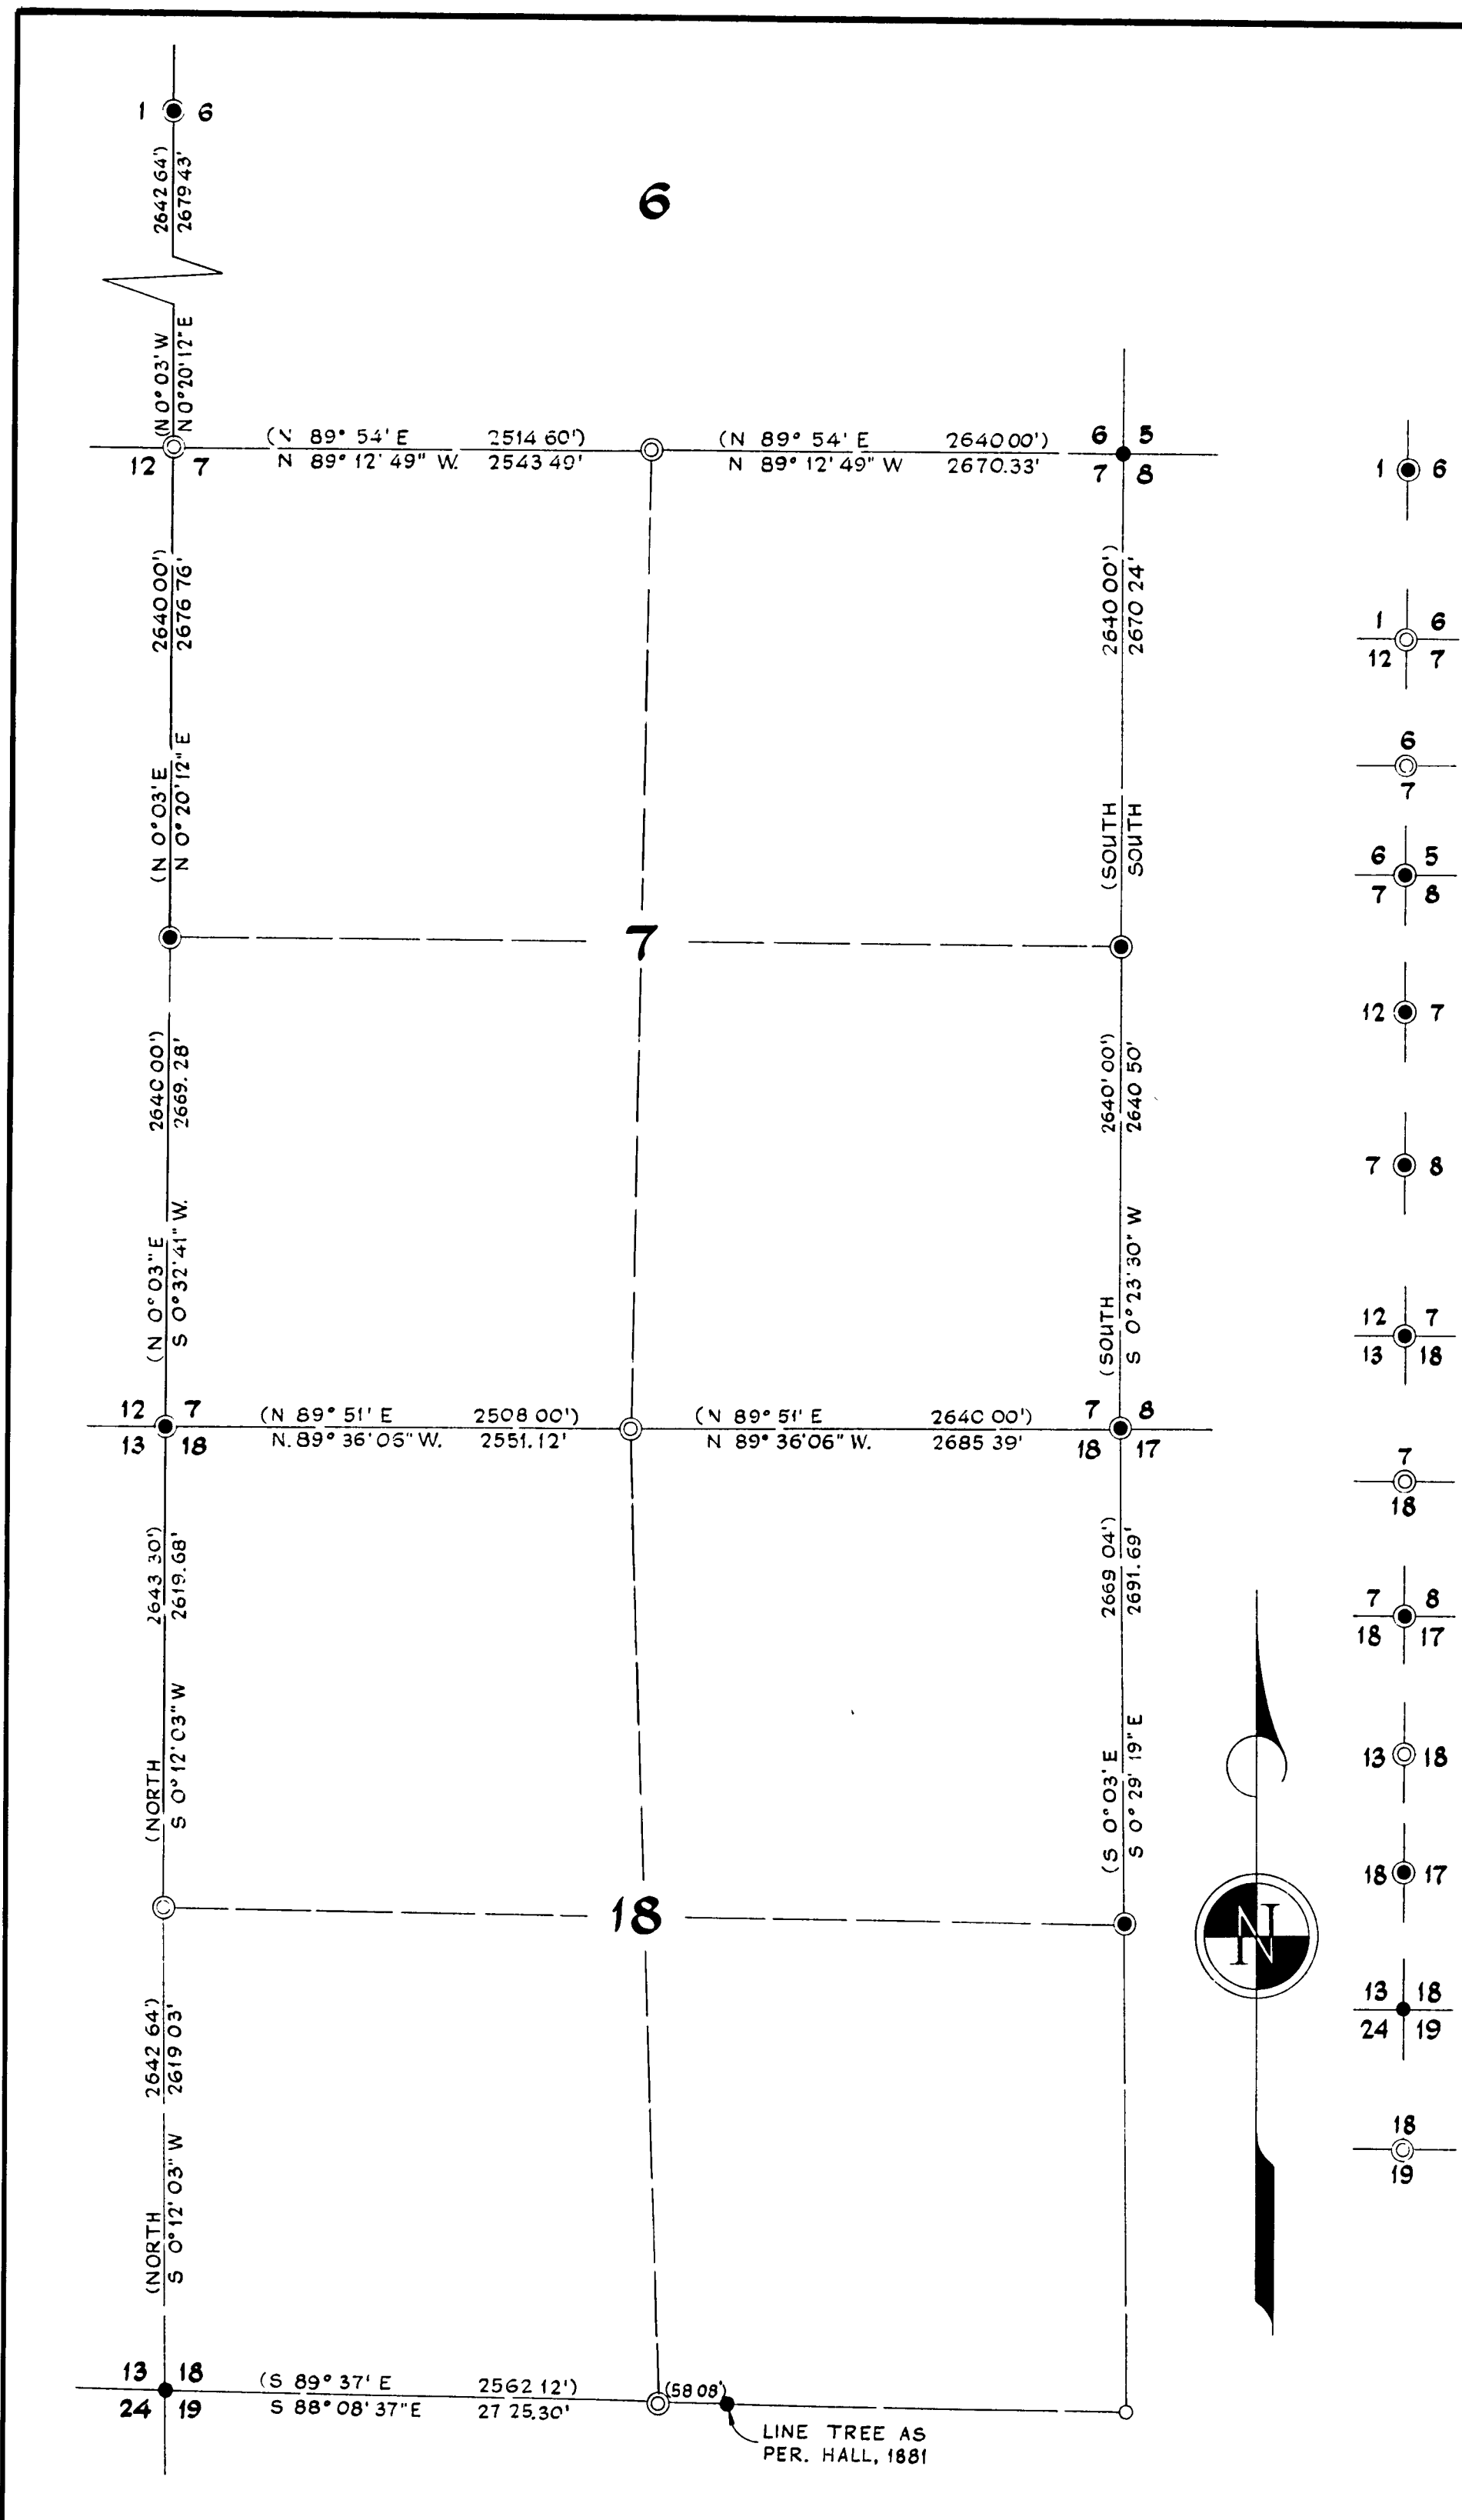 1 6
(N 0° 03' W 2642 64')
N 0° 20' 12" E 2679 43'
6
(N 89° 54' E 2514 60')
N 89° 12' 49" W. 2543 49'
(N 89° 54' E 2640 00')
N 89° 12' 49" W 2670.33'
6 5
12 7
7 8
(N 0° 03' E 2640 00')
N 0° 20' 12" E 2676 76'
(SOUTH 2640 00')
SOUTH 2670 24'
7
(N 0° 03" E 2640 00')
S 0° 32' 41" W. 2669. 28'
(SOUTH 2640' 00')
S 0° 23' 30" W 2640 50'
12 7
13 18
(N 89° 51' E 2508 00')
N. 89° 36' 06" W. 2551.12'
(N 89° 51' E 2640 00')
N 89° 36' 06" W. 2685 39'
7 8
18 17
(NORTH 2643 30')
S 0° 12' 03" W 2619.68'
(S 0° 03' E 2669 04')
S 0° 29' 19" E 2691.69'
18
(NORTH 2642 64')
S 0° 12' 03" W 2619 03'
13 18
24 19
(S 89° 37' E 2562 12')
S 88° 08' 37" E 27 25.30'
(58 08')
LINE TREE AS
PER. HALL, 1881
N
1 6
1 6
12 7
6
7
6 5
7 8
12 7
7 8
12 7
13 18
7
18
7 8
18 17
13 18
18 17
13 18
24 19
18
19